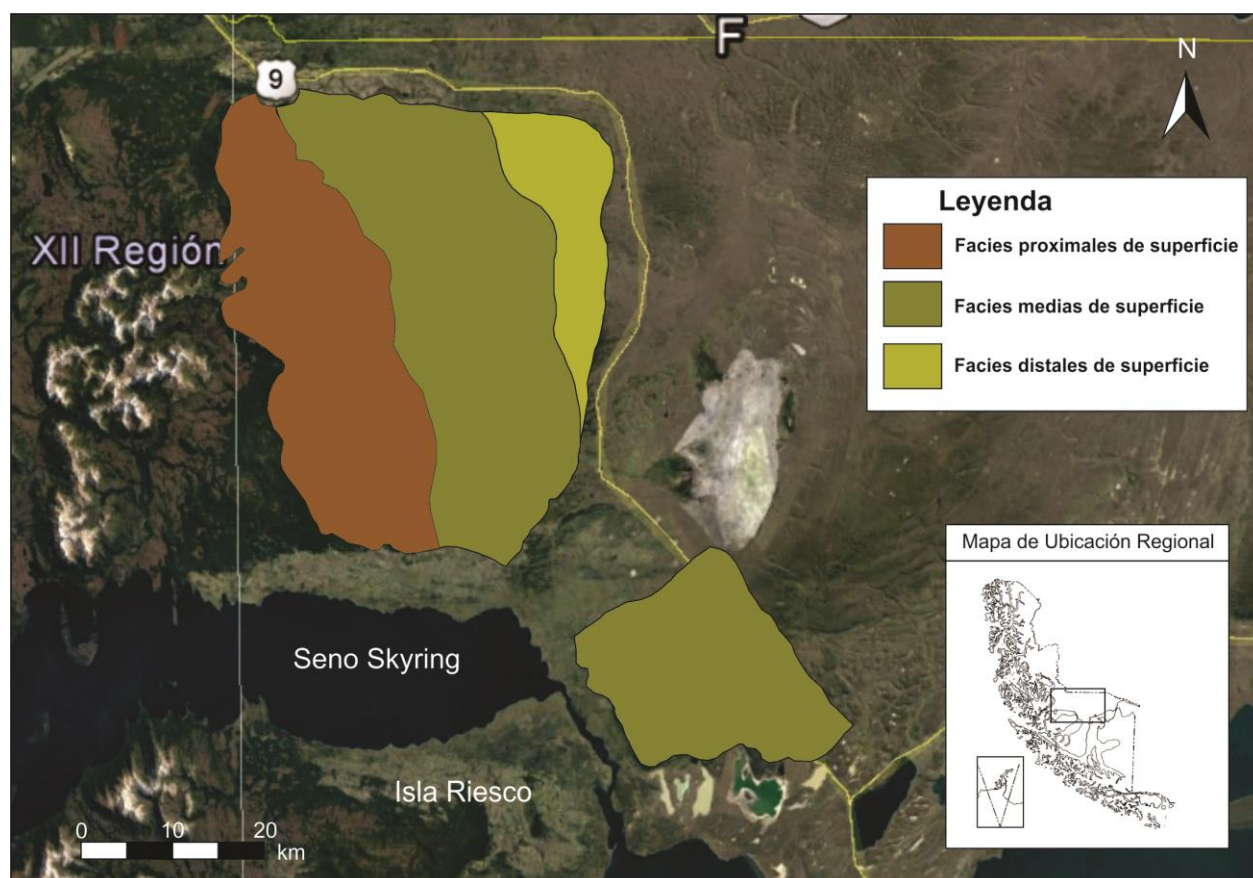 F
9
N
Leyenda
Facies proximales de superficie
Facies medias de superficie
Facies distales de superficie
XII Región
Mapa de Ubicación Regional
Seno Skyring
Isla Riesco
0 10 20
km